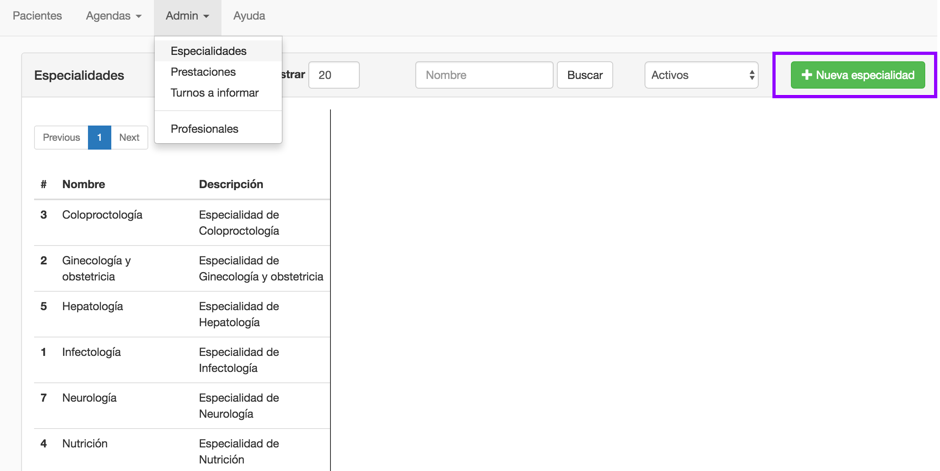 Pacientes Agendas Admin Ayuda
Especialidades
Prestaciones
Turnos a informar
Profesionales
Especialidades strar 20 Nombre Buscar Activos + Nueva especialidad
Previous 1 Next
# Nombre Descripción
3 Coloproctología Especialidad de
Coloproctología
2 Ginecología y Especialidad de
obstetricia Ginecología y obstetricia
5 Hepatología Especialidad de
Hepatología
1 Infectología Especialidad de
Infectología
7 Neurología Especialidad de
Neurología
4 Nutrición Especialidad de
Nutrición